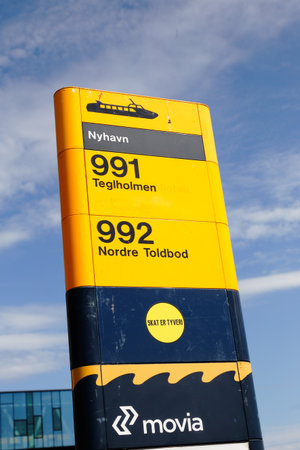 Nyhavn
991
Teglholmen
992
Nordre Toldbod
SKAT ER TYVERI
movia